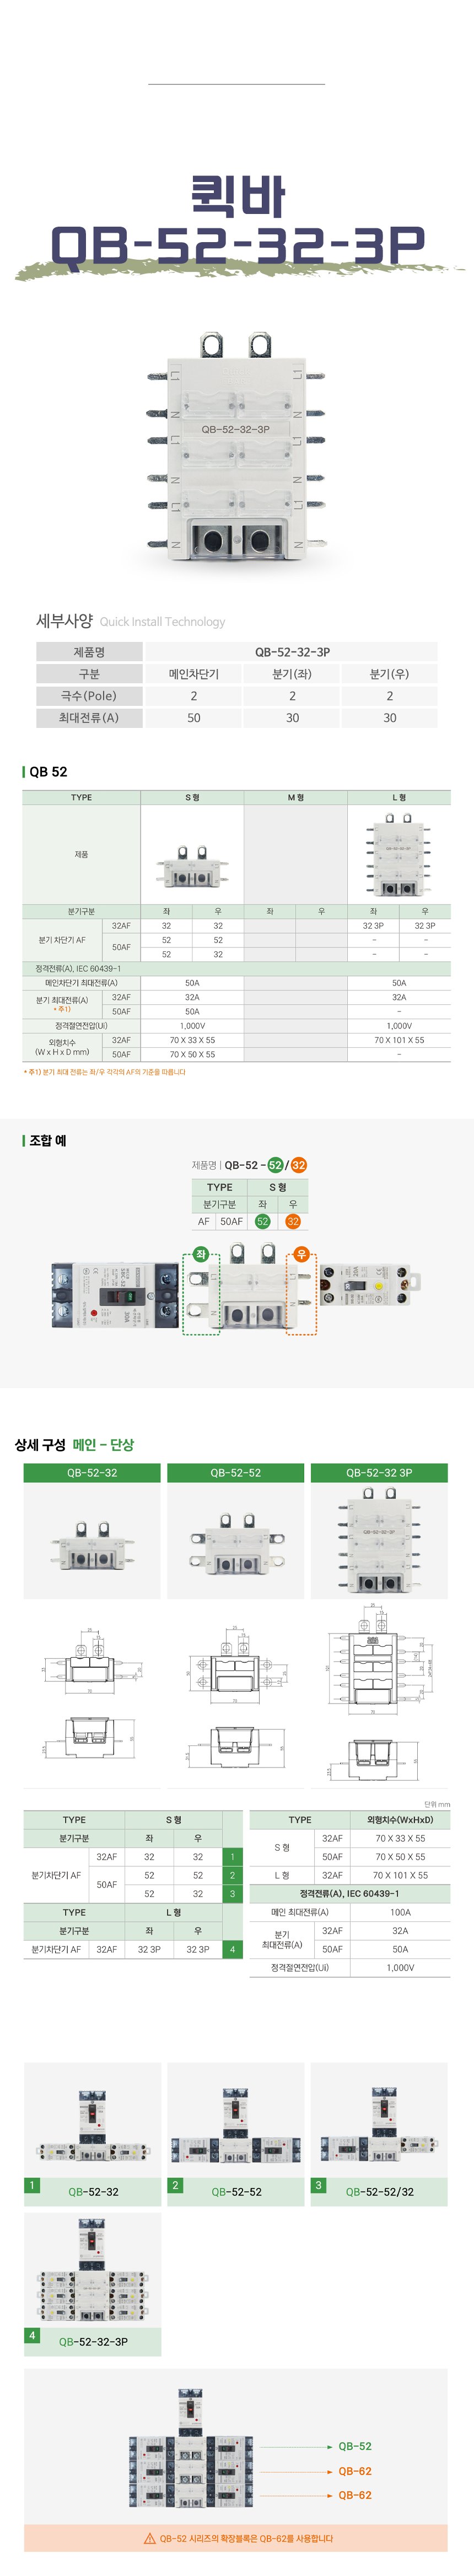 퀵바
QB-52-32-3P
L1 L1
N N
QB-52-32-3P
L1 L1
N N
L1 L1
N N
세부사양 Quick Install Technology
제품명 QB-52-32-3P
구분 메인차단기 분기(좌) 분기(우)
극수(Pole) 2 2 2
최대전류(A) 50 30 30
QB 52
TYPE S 형 M 형 L 형
제품
분기구분 좌 우 좌 우 좌 우
분기 차단기 AF 32AF 32 32 32 3P 32 3P
50AF 52 52 - -
52 32 - -
정격전류(A), IEC 60439-1
메인차단기 최대전류(A) 50A 50A
분기 최대전류(A) * 주1) 32AF 32A 32A
50AF 50A -
정격절연전압(Ui) 1,000V 1,000V
외형치수 (W x H x D mm) 32AF 70 X 33 X 55 70 X 101 X 55
50AF 70 X 50 X 55 -
* 주1) 분기 최대 전류는 좌/우 각각의 AF의 기준을 따릅니다
조합 예
제품명 | QB-52 - 52 / 32
TYPE S 형
분기구분 좌 우
AF 50AF 52 32
좌 우
상세 구성 메인 - 단상
QB-52-32 QB-52-52 QB-52-32 3P
단위 mm
TYPE S 형
분기구분 좌 우
분기차단기 AF 32AF 32 32 1
50AF 52 52 2
52 32 3
TYPE L 형
분기구분 좌 우
분기차단기 AF 32AF 32 3P 32 3P 4
TYPE 외형치수(WxHxD)
S 형 32AF 70 X 33 X 55
50AF 70 X 50 X 55
L 형 32AF 70 X 101 X 55
정격전류(A), IEC 60439-1
메인 최대전류(A) 100A
분기 최대전류(A) 32AF 32A
50AF 50A
정격절연전압(Ui) 1,000V
1 QB-52-32
2 QB-52-52
3 QB-52-52/32
4 QB-52-32-3P
QB-52
QB-62
QB-62
QB-52 시리즈의 확장블록은 QB-62를 사용합니다